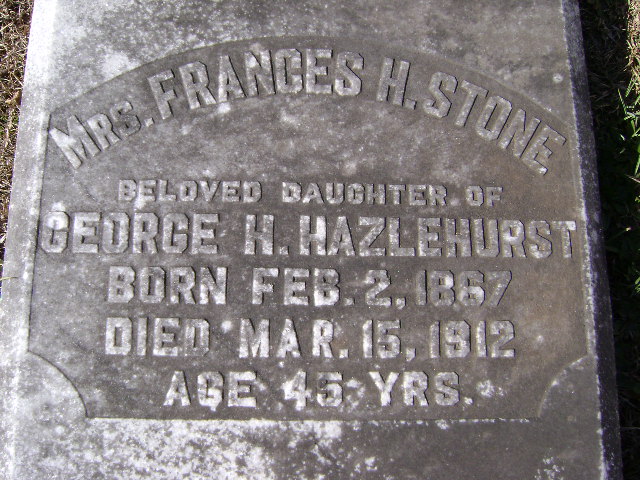 Mrs. Frances H. Stone
Beloved Daughter of
George H. Hazlehurst
Born Feb. 2, 1867
Died Mar. 15, 1912
Age 45 Yrs.